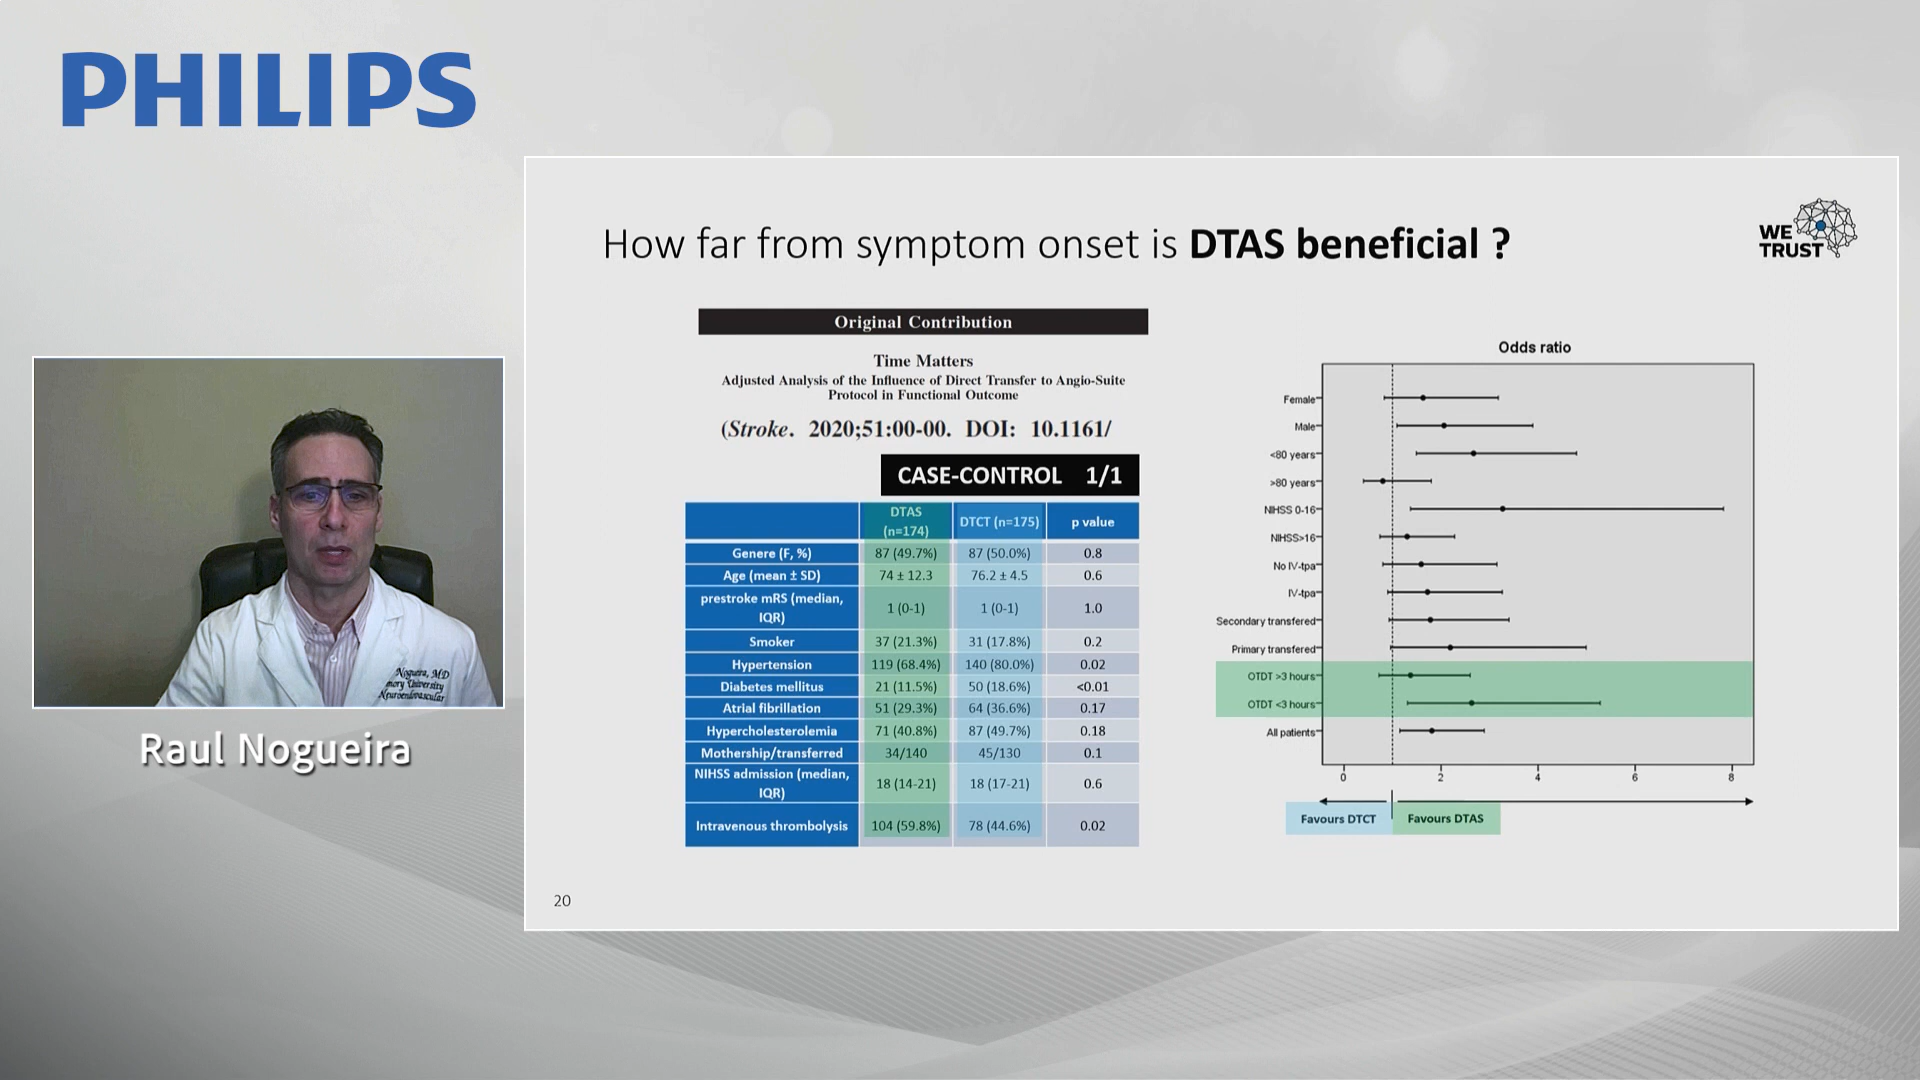 PHILIPS
How far from symptom onset is DTAS beneficial ?
WE
TRUST
Original Contribution
Time Matters
Adjusted Analysis of the Influence of Direct Transfer to Angio-Suite
Protocol in Functional Outcome
(Stroke. 2020;51:00-00. DOI: 10.1161/
CASE-CONTROL 1/1
DTAS (n=174) DTCT (n=175) p value
Genere (F, %) 87 (49.7%) 87 (50.0%) 0.8
Age (mean ± SD) 74 ± 12.3 76.2 ± 4.5 0.6
prestroke mRS (median, IQR) 1 (0-1) 1 (0-1) 1.0
Smoker 37 (21.3%) 31 (17.8%) 0.2
Hypertension 119 (68.4%) 140 (80.0%) 0.02
Diabetes mellitus 21 (11.5%) 50 (18.6%) <0.01
Atrial fibrillation 51 (29.3%) 64 (36.6%) 0.17
Hypercholesterolemia 71 (40.8%) 87 (49.7%) 0.18
Mothership/transferred 34/140 45/130 0.1
NIHSS admission (median, IQR) 18 (14-21) 18 (17-21) 0.6
Intravenous thrombolysis 104 (59.8%) 78 (44.6%) 0.02
Odds ratio
Female
Male
<80 years
>80 years
NIHSS 0-16
NIHSS>16
No IV-tpa
IV-tpa
Secondary transfered
Primary transfered
OTDT >3 hours
OTDT <3 hours
All patients
0 2 4 6 8
Favours DTCT Favours DTAS
20
Nogueira, MD
mory University
Neuroendovascular
Raul Nogueira